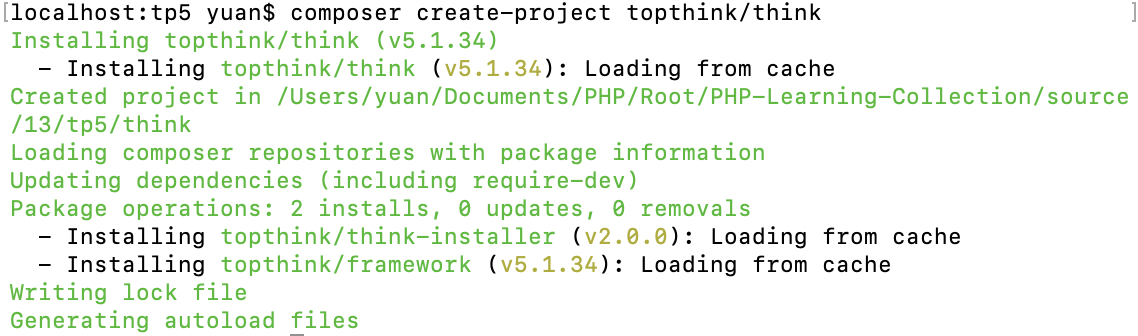 [localhost:tp5 yuan$ composer create-project topthink/think ]
Installing topthink/think (v5.1.34)
  - Installing topthink/think (v5.1.34): Loading from cache
Created project in /Users/yuan/Documents/PHP/Root/PHP-Learning-Collection/source
/13/tp5/think
Loading composer repositories with package information
Updating dependencies (including require-dev)
Package operations: 2 installs, 0 updates, 0 removals
  - Installing topthink/think-installer (v2.0.0): Loading from cache
  - Installing topthink/framework (v5.1.34): Loading from cache
Writing lock file
Generating autoload files